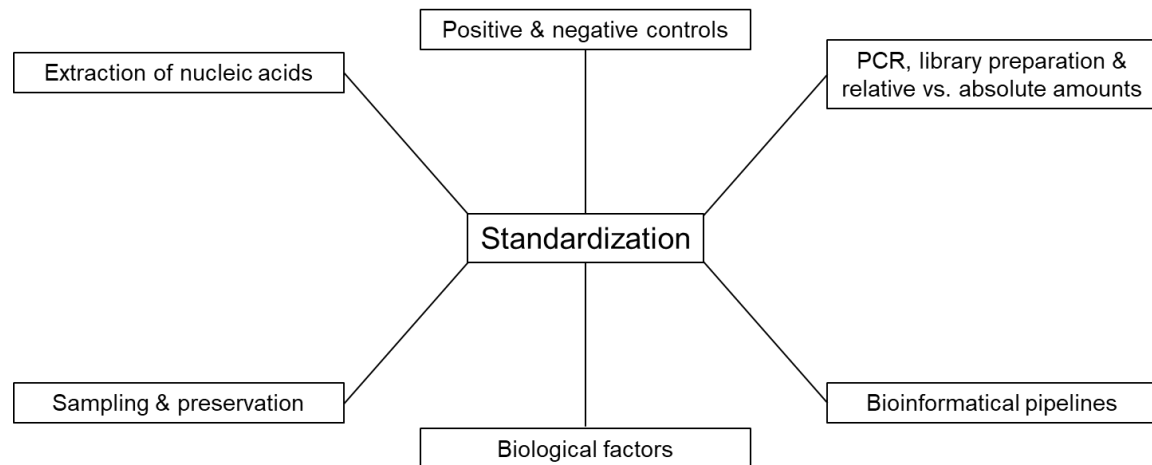 Positive & negative controls
Extraction of nucleic acids
PCR, library preparation &
relative vs. absolute amounts
Standardization
Sampling & preservation
Biological factors
Bioinformatical pipelines